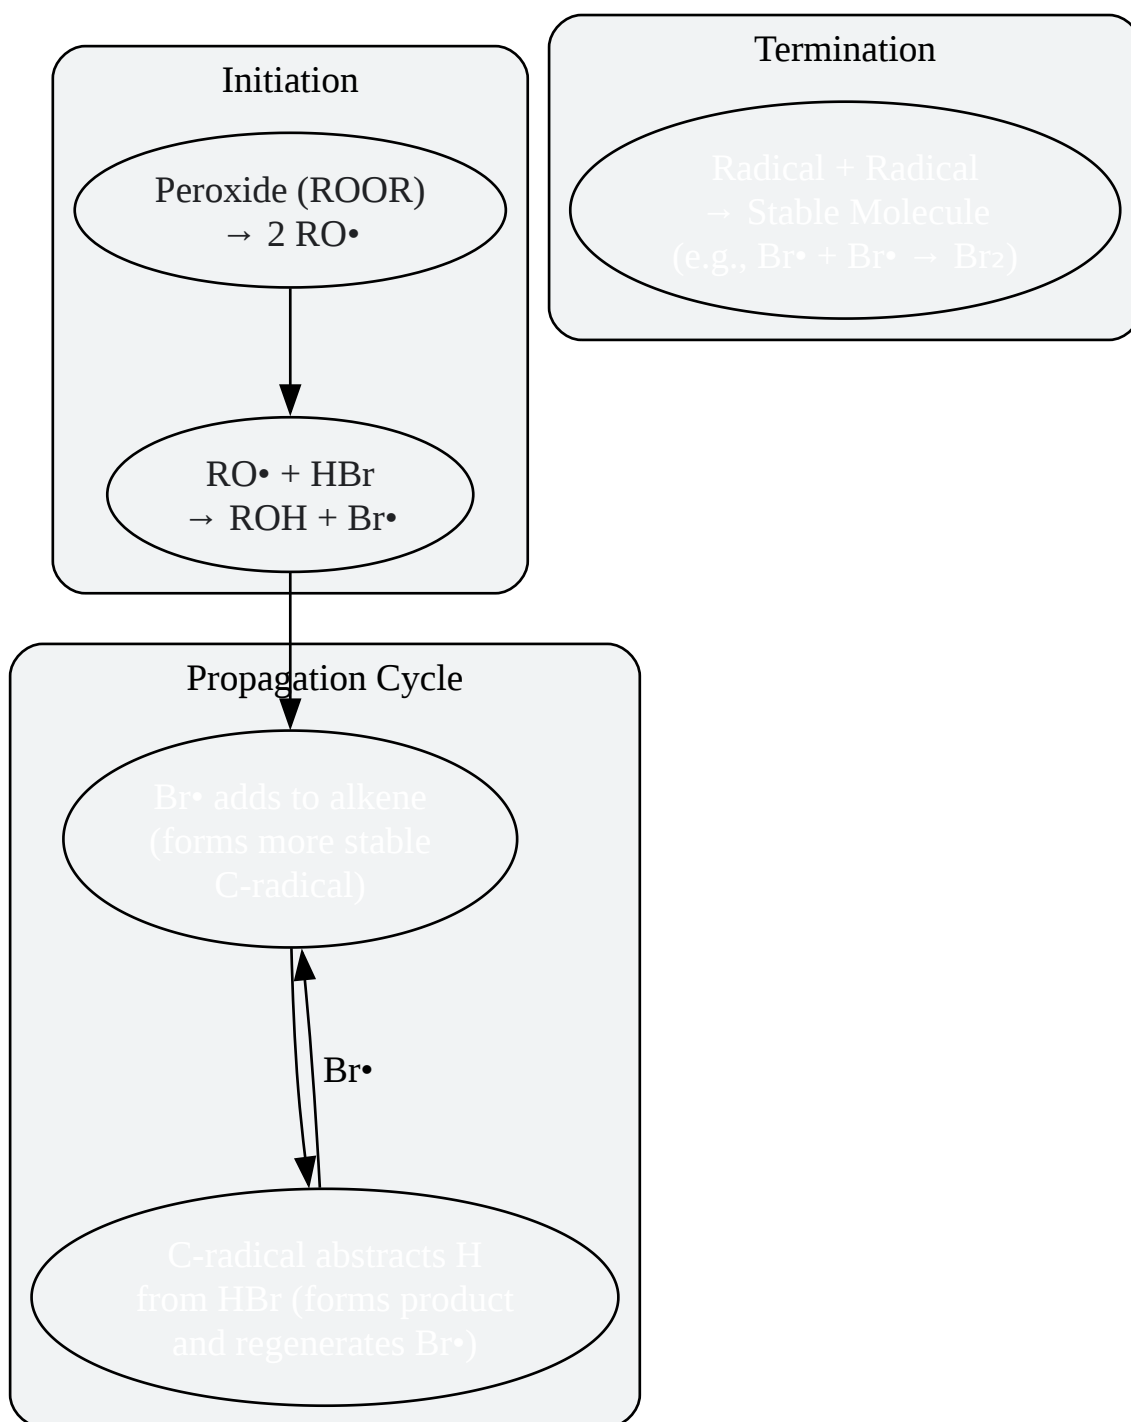 Initiation
Peroxide (ROOR)
→ 2 RO•
RO• + HBr
→ ROH + Br•
Termination
Radical + Radical
→ Stable Molecule
(e.g., Br• + Br• → Br₂)
Propagation Cycle
Br• adds to alkene
(forms more stable
C-radical)
Br•
C-radical abstracts H
from HBr (forms product
and regenerates Br•)